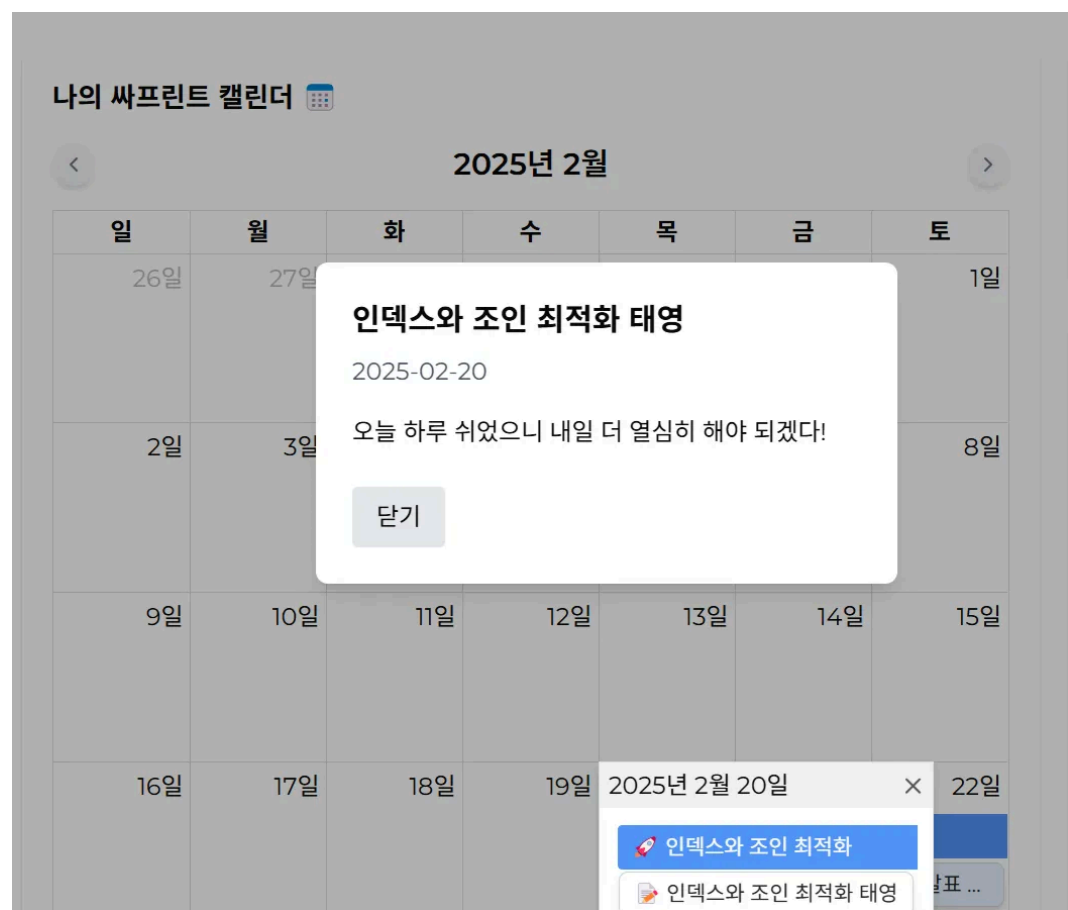 나의 싸프린트 캘린더
2025년 2월
일 월 화 수 목 금 토
26일 27일 1일
인덱스와 조인 최적화 태영
2025-02-20
오늘 하루 쉬었으니 내일 더 열심히 해야 되겠다!
닫기
2일 3일 8일
9일 10일 11일 12일 13일 14일 15일
16일 17일 18일 19일 2025년 2월 20일 22일
🚀 인덱스와 조인 최적화
📝 인덱스와 조인 최적화 태영 ...